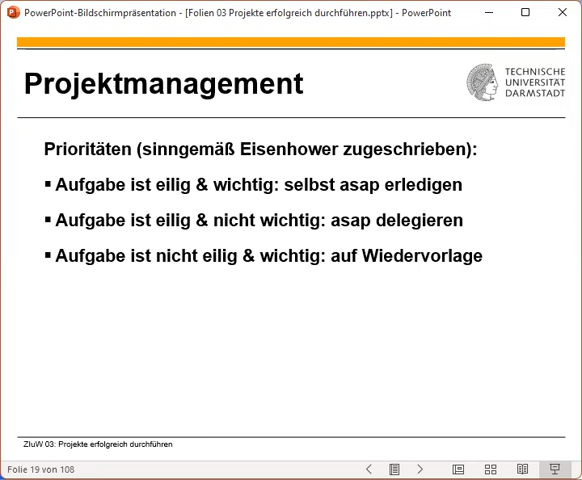 PowerPoint-Bildschirmpräsentation - [Folien 03 Projekte erfolgreich durchführen.pptx] - PowerPoint
Projektmanagement
TECHNISCHE
UNIVERSITÄT
DARMSTADT
Prioritäten (sinngemäß Eisenhower zugeschrieben):
▪ Aufgabe ist eilig & wichtig: selbst asap erledigen
▪ Aufgabe ist eilig & nicht wichtig: asap delegieren
▪ Aufgabe ist nicht eilig & wichtig: auf Wiedervorlage
ZIuW 03: Projekte erfolgreich durchführen
Folie 19 von 108